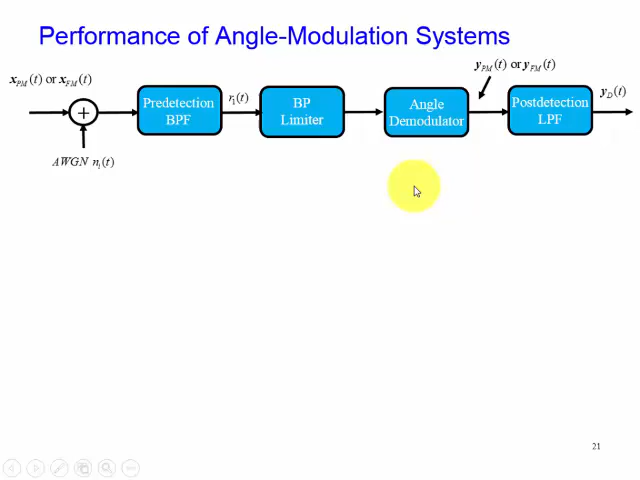 Performance of Angle-Modulation Systems
x_PM(t) or x_FM(t)
y_PM(t) or y_FM(t)
Predetection
BPF
r_i(t)
BP
Limiter
Angle
Demodulator
Postdetection
LPF
y_D(t)
+
AWGN n_i(t)
21